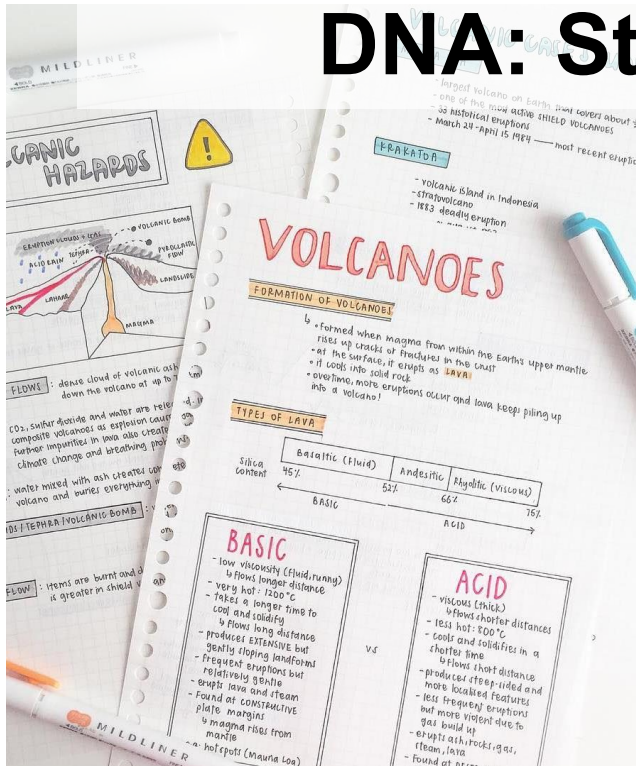 DNA: St
MILDLINER
VOLCANIC CASE
- largest volcano on Earth that covers about
- one of the most active SHIELD VOLCANOES
- 33 historical eruptions
- March 24 - April 15 1984 — most recent
KRAKATOA
- volcanic island in Indonesia
- stratovolcano
- 1883 deadly eruption
CANIC
HAZARDS
!
ERUPTION CLOUDS
VOLCANIC BOMB
ACID RAIN
TEPHRA
PYROCLASTIC
FLOW
LANDSLIDE
LAVA
LAHARS
MAGMA
FLOWS : dense cloud of volcanic ash
down the volcano at up to
CO2, sulfur dioxide and water are
composite volcanoes as explosion
further impurities in lava also create
climate change and breathing
: water mixed with ash creates
volcano and buries everything in
/ TEPHRA / VOLCANIC BOMB :
FLOW : items are burnt and
is greater in shield
VOLCANOES
FORMATION OF VOLCANOES
↳ • formed when magma from within the Earth's upper mantle
rises up cracks or fractures in the crust
• at the surface, it erupts as LAVA
• it cools into solid rock
• overtime, more eruptions occur and lava keeps piling up
into a volcano!
TYPES OF LAVA
Silica
content
Basaltic (Fluid)
Andesitic
Rhyolitic (Viscous)
45% 52% 66% 75%
BASIC
ACID
BASIC
- low viscosity (fluid, runny)
↳ flows longer distance
- very hot: 1200°C
- takes a longer time to
cool and solidify
↳ flows long distance
- produces EXTENSIVE but
gently sloping landforms
- frequent eruptions but
relatively gentle
- erupts lava and steam
- Found at CONSTRUCTIVE
plate margins
↳ magma rises from
mantle
hotspots (Mauna Loa)
vs
ACID
- viscous (thick)
↳ flows shorter distances
- less hot: 800°C
- cools and solidifies in a
shorter time
↳ flows short distance
- produces steep-sided and
more localised features
- less frequent eruptions
but more violent due to
gas build up
- erupts ash, rocks, gas,
steam, lava
- Found at
MILDLINER